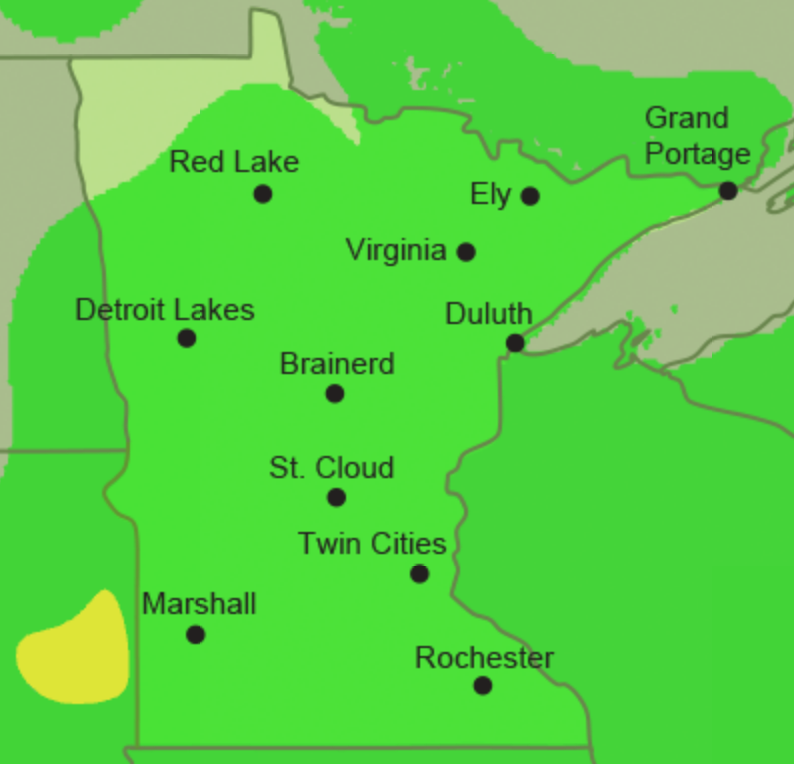 Grand
Portage
Red Lake
Ely
Virginia
Detroit Lakes
Duluth
Brainerd
St. Cloud
Twin Cities
Marshall
Rochester